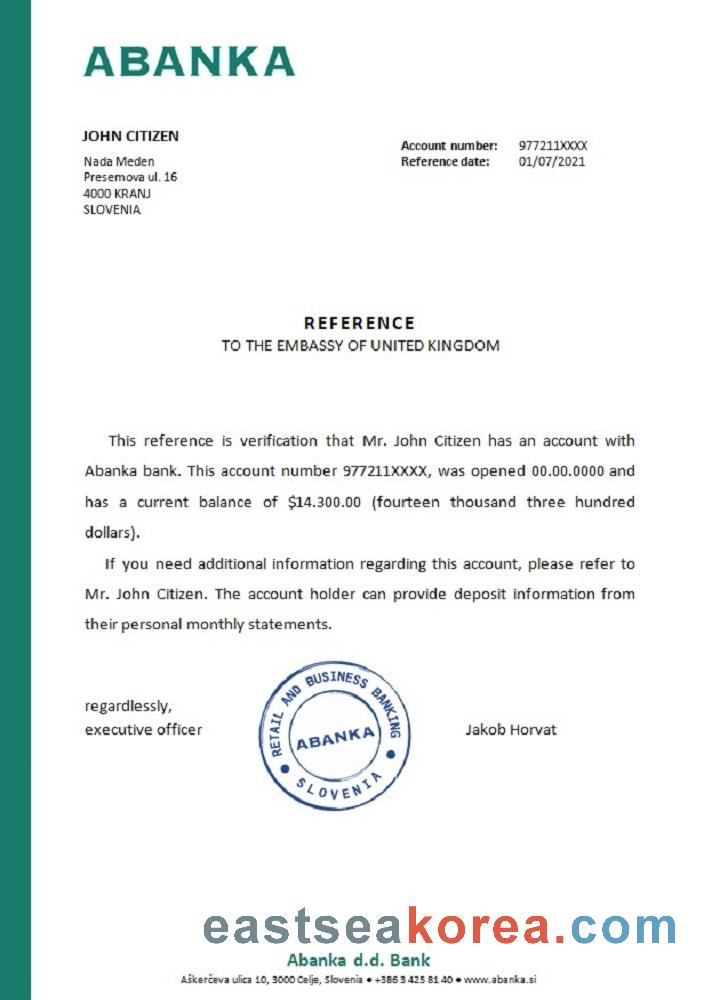 ABANKA
JOHN CITIZEN
Nada Meden
Presemova ul. 16
4000 KRANJ
SLOVENIA
Account number: 977211XXXX
Reference date: 01/07/2021
REFERENCE
TO THE EMBASSY OF UNITED KINGDOM
This reference is verification that Mr. John Citizen has an account with
Abanka bank. This account number 977211XXXX, was opened 00.00.0000 and
has a current balance of $14.300.00 (fourteen thousand three hundred
dollars).
If you need additional information regarding this account, please refer to
Mr. John Citizen. The account holder can provide deposit information from
their personal monthly statements.
regardlessly,
executive officer
RETAIL AND BUSINESS BANKING
ABANKA
SLOVENIA
Jakob Horvat
eastseakorea.com
Abanka d.d. Bank
Aškerčeva ulica 10, 3000 Celje, Slovenia • +386 3 425 81 40 • www.abanka.si